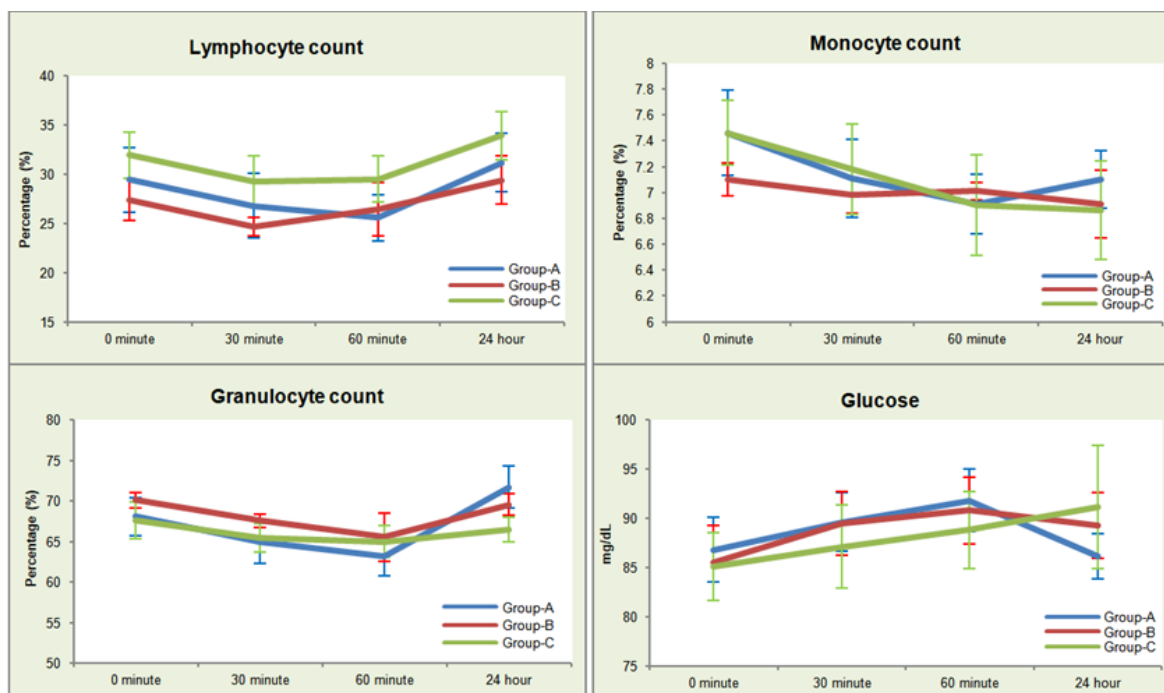 Lymphocyte count
Percentage (%)
40
35
30
25
20
15
0 minute
30 minute
60 minute
24 hour
Group-A
Group-B
Group-C
Monocyte count
Percentage (%)
8
7.8
7.6
7.4
7.2
7
6.8
6.6
6.4
6.2
6
0 minute
30 minute
60 minute
24 hour
Group-A
Group-B
Group-C
Granulocyte count
Percentage (%)
80
75
70
65
60
55
50
0 minute
30 minute
60 minute
24 hour
Group-A
Group-B
Group-C
Glucose
mg/dL
100
95
90
85
80
75
0 minute
30 minute
60 minute
24 hour
Group-A
Group-B
Group-C